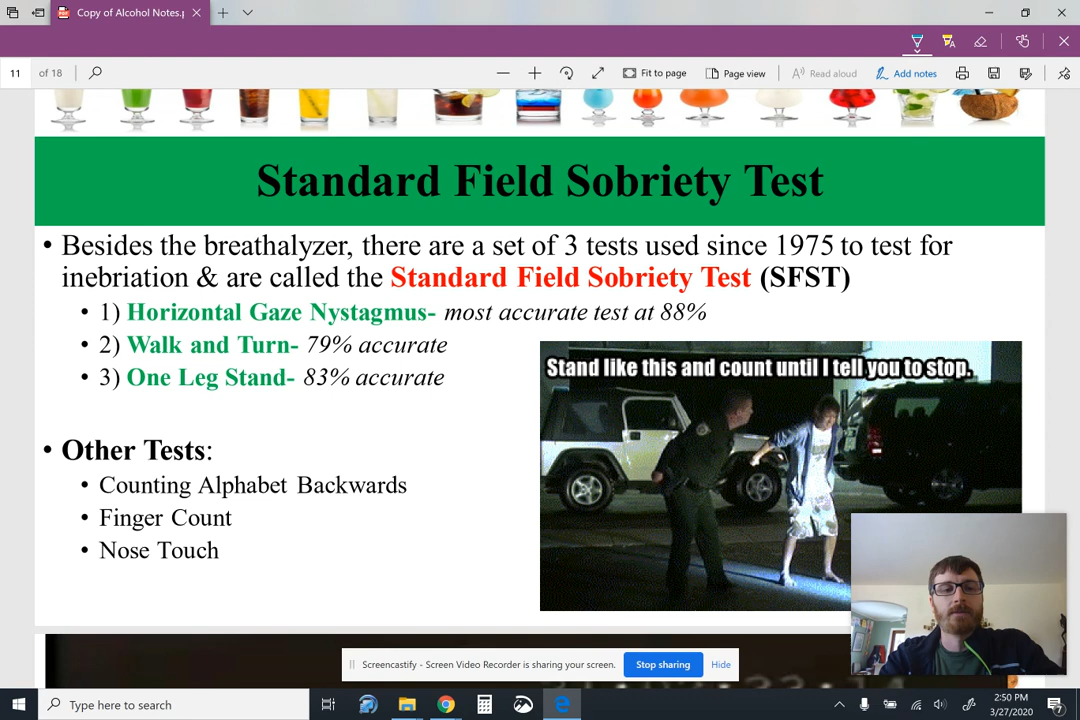 Copy of Alcohol Notes.p
11 of 18
Fit to page
Page view
Read aloud
Add notes
Standard Field Sobriety Test
• Besides the breathalyzer, there are a set of 3 tests used since 1975 to test for
inebriation & are called the Standard Field Sobriety Test (SFST)
• 1) Horizontal Gaze Nystagmus- most accurate test at 88%
• 2) Walk and Turn- 79% accurate
• 3) One Leg Stand- 83% accurate
Stand like this and count until I tell you to stop.
• Other Tests:
• Counting Alphabet Backwards
• Finger Count
• Nose Touch
Screencastify - Screen Video Recorder is sharing your screen.
Stop sharing
Hide
Type here to search
2:50 PM
3/27/2020
7